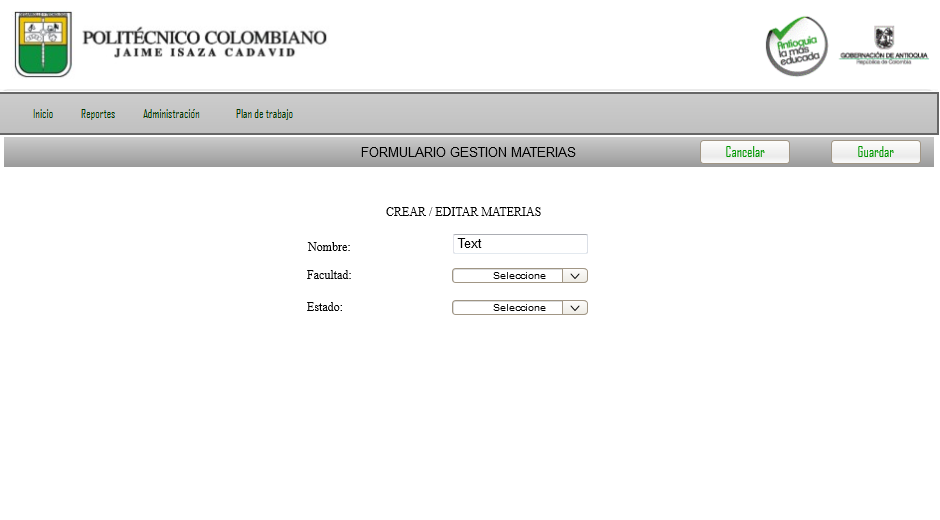 POLITÉCNICO COLOMBIANO
JAIME ISAZA CADAVID
Antioquia
la más
educada
GOBERNACIÓN DE ANTIOQUIA
República de Colombia
Inicio Reportes Administración Plan de trabajo
FORMULARIO GESTION MATERIAS Cancelar Guardar
CREAR / EDITAR MATERIAS
Nombre: Text
Facultad: Seleccione
Estado: Seleccione